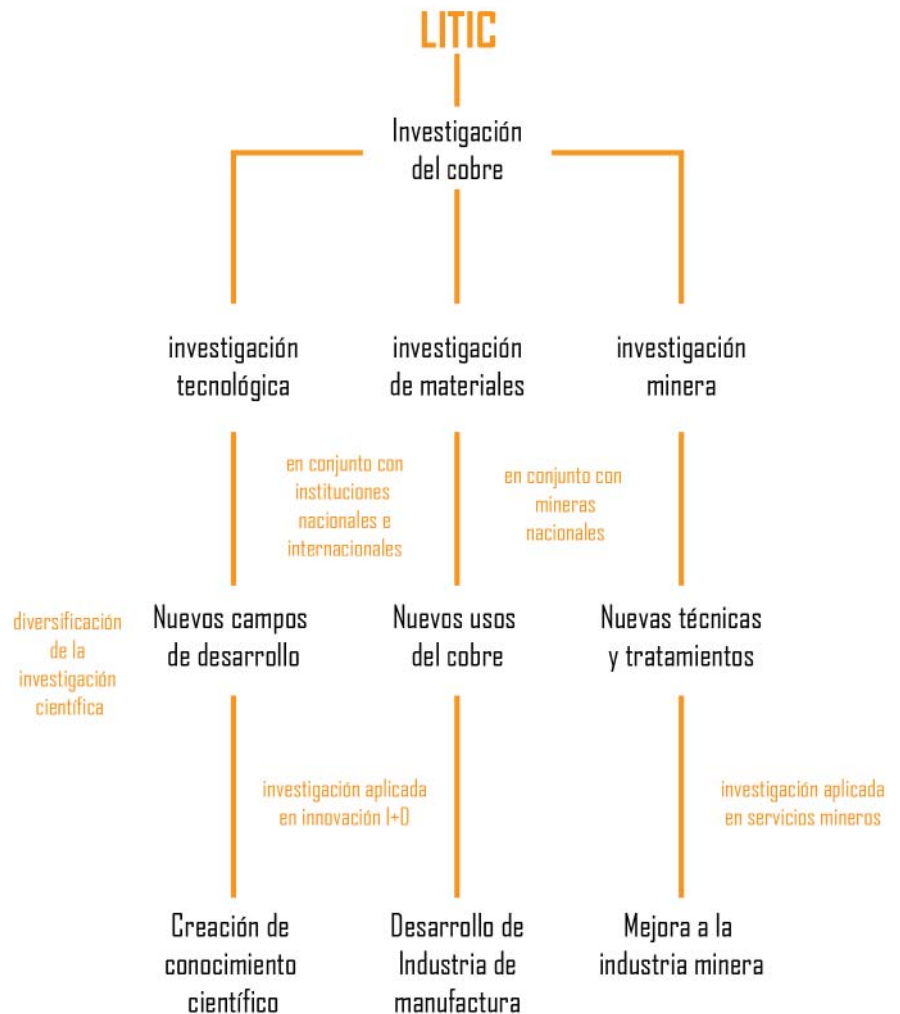 LITIC
Investigación
del cobre
investigación
tecnológica
investigación
de materiales
investigación
minera
en conjunto con
instituciones
nacionales e
internacionales
en conjunto con
mineras
nacionales
diversificación
de la
investigación
científica
Nuevos campos
de desarrollo
Nuevos usos
del cobre
Nuevas técnicas
y tratamientos
investigación aplicada
en innovación I+D
investigación aplicada
en servicios mineros
Creación de
conocimiento
científico
Desarrollo de
Industria de
manufactura
Mejora a la
industria minera